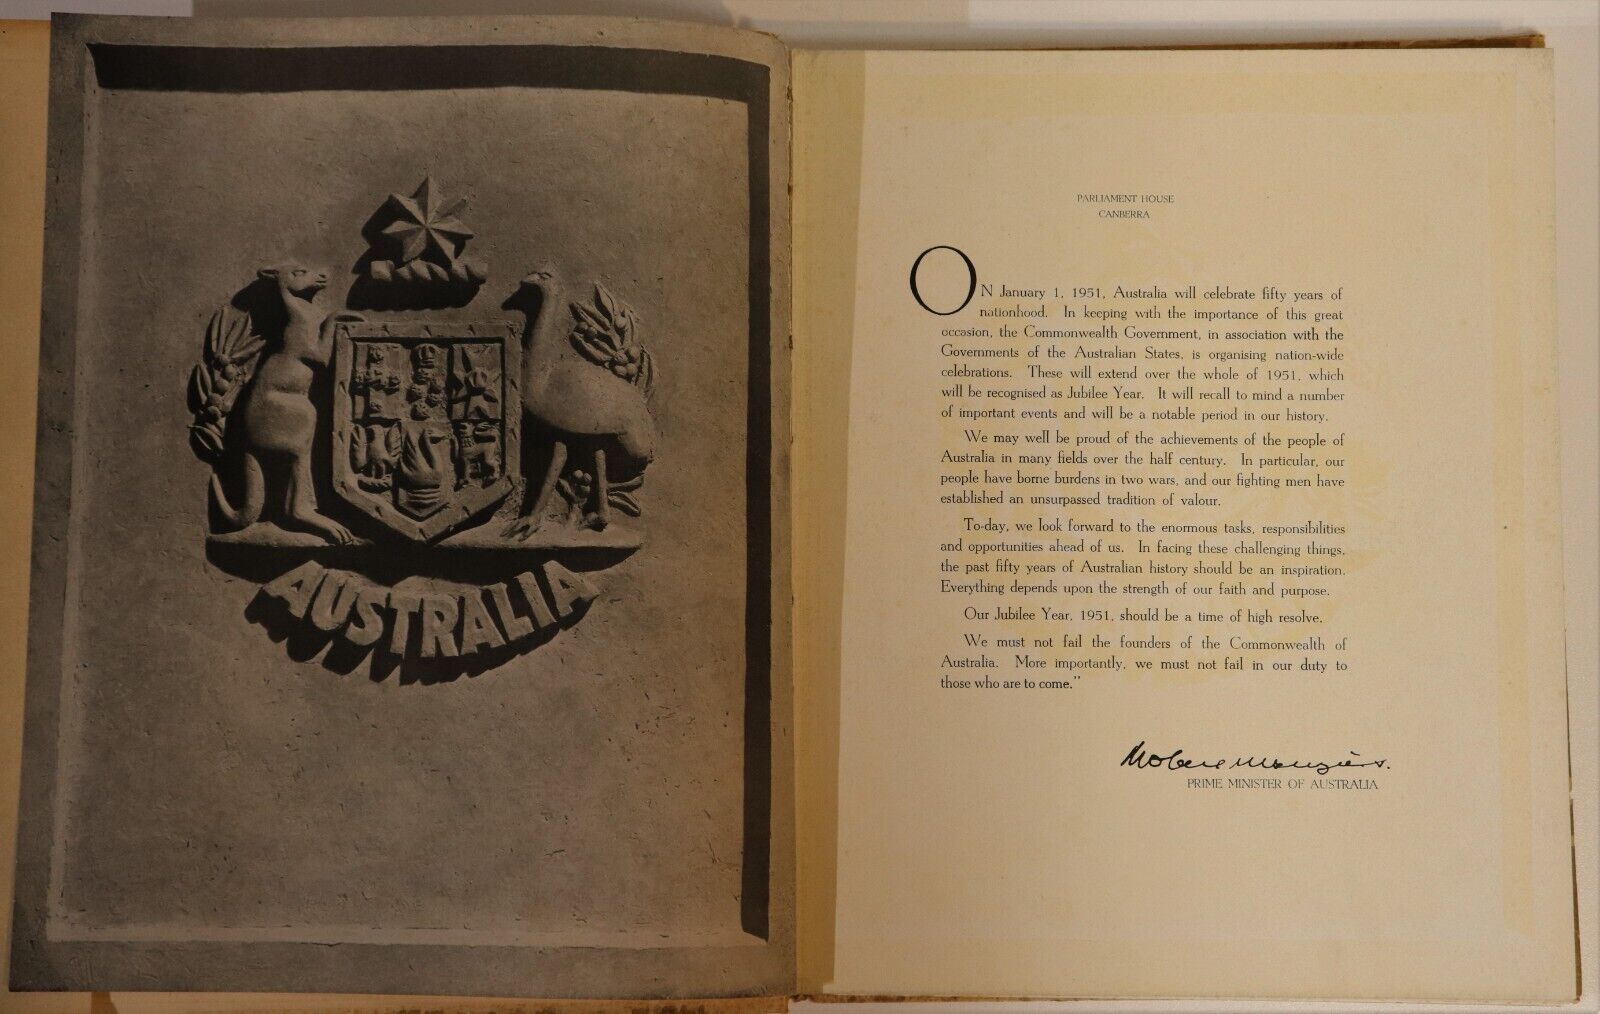 AUSTRALIA
PARLIAMENT HOUSE
CANBERRA
ON January 1, 1951, Australia will celebrate fifty years of
nationhood. In keeping with the importance of this great
occasion, the Commonwealth Government, in association with the
Governments of the Australian States, is organising nation-wide
celebrations. These will extend over the whole of 1951, which
will be recognised as Jubilee Year. It will recall to mind a number
of important events and will be a notable period in our history.
We may well be proud of the achievements of the people of
Australia in many fields over the half century. In particular, our
people have borne burdens in two wars, and our fighting men have
established an unsurpassed tradition of valour.
To-day, we look forward to the enormous tasks, responsibilities
and opportunities ahead of us. In facing these challenging things,
the past fifty years of Australian history should be an inspiration.
Everything depends upon the strength of our faith and purpose.
Our Jubilee Year, 1951, should be a time of high resolve.
We must not fail the founders of the Commonwealth of
Australia. More importantly, we must not fail in our duty to
those who are to come."
Robert Menzies.
PRIME MINISTER OF AUSTRALIA